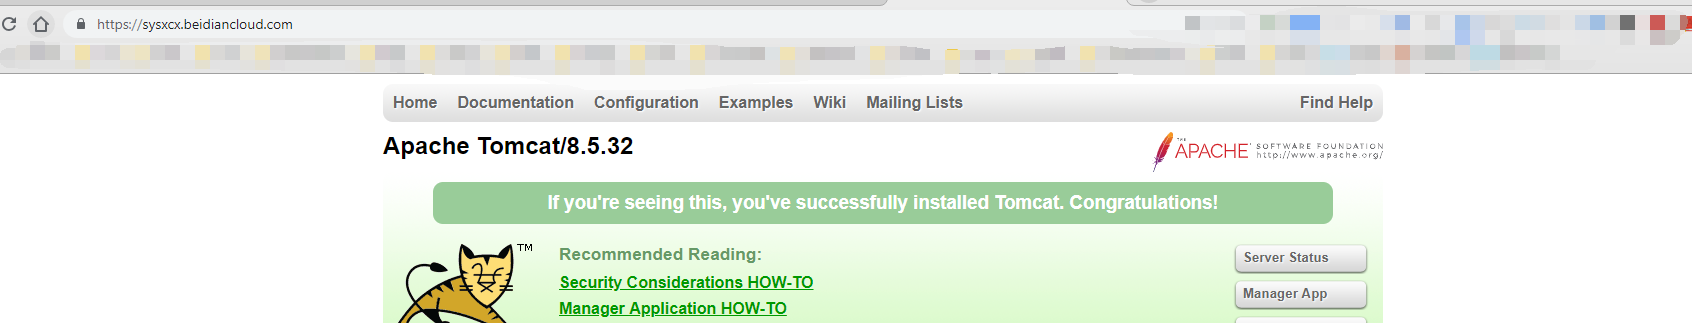 https://sysxcx.beidiancloud.com
Home Documentation Configuration Examples Wiki Mailing Lists Find Help
Apache Tomcat/8.5.32
THE
APACHE SOFTWARE FOUNDATION
http://www.apache.org/
If you're seeing this, you've successfully installed Tomcat. Congratulations!
TM
Recommended Reading:
Security Considerations HOW-TO
Manager Application HOW-TO
Server Status
Manager App